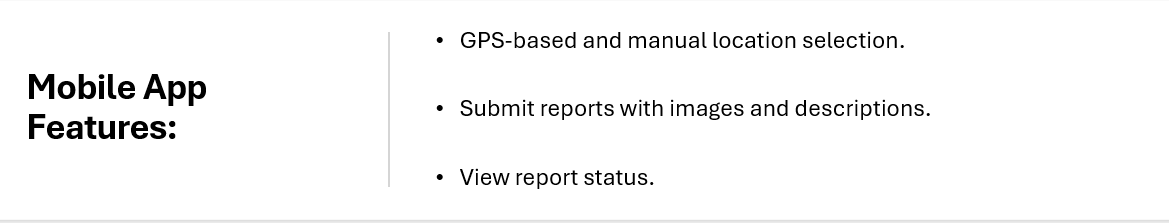 Mobile App
Features:
• GPS-based and manual location selection.
• Submit reports with images and descriptions.
• View report status.